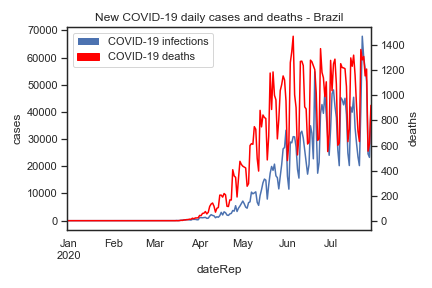 New COVID-19 daily cases and deaths - Brazil
COVID-19 infections
COVID-19 deaths
70000
60000
50000
40000
30000
20000
10000
0
cases
1400
1200
1000
800
600
400
200
0
deaths
Jan Feb Mar Apr May Jun Jul
2020
dateRep